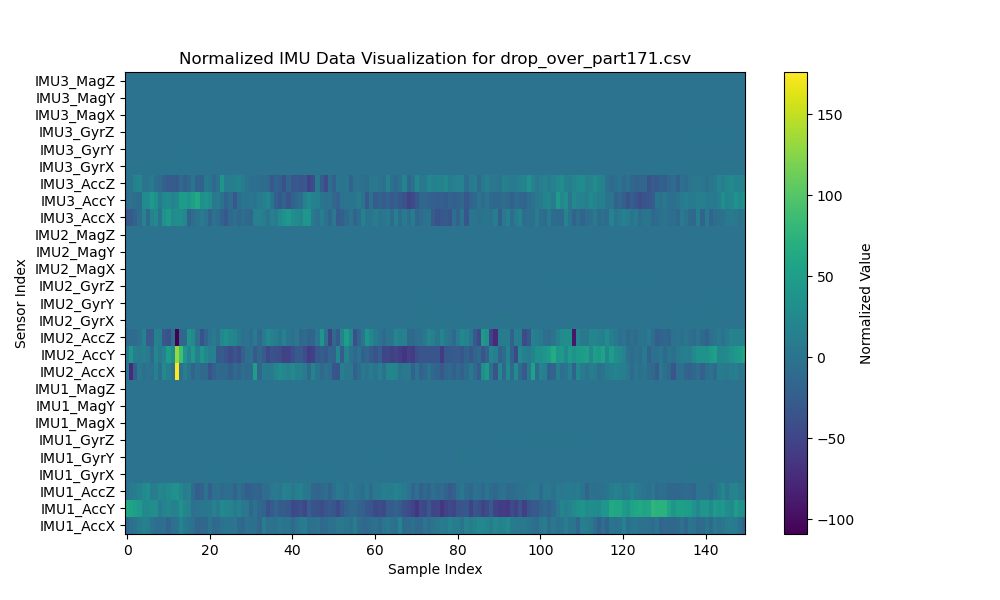 Normalized IMU Data Visualization for drop_over_part171.csv
IMU3_MagZ
IMU3_MagY
IMU3_MagX
IMU3_GyrZ
IMU3_GyrY
IMU3_GyrX
IMU3_AccZ
IMU3_AccY
IMU3_AccX
IMU2_MagZ
IMU2_MagY
IMU2_MagX
IMU2_GyrZ
IMU2_GyrY
IMU2_GyrX
IMU2_AccZ
IMU2_AccY
IMU2_AccX
IMU1_MagZ
IMU1_MagY
IMU1_MagX
IMU1_GyrZ
IMU1_GyrY
IMU1_GyrX
IMU1_AccZ
IMU1_AccY
IMU1_AccX
Sensor Index
0 20 40 60 80 100 120 140
Sample Index
150
100
50
0
−50
−100
Normalized Value